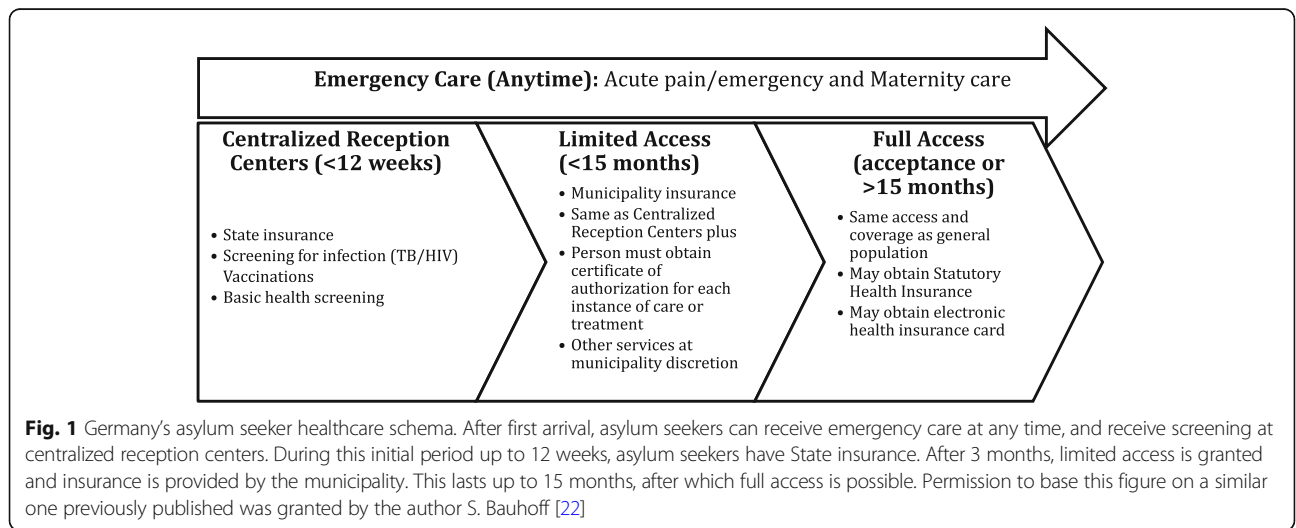 Emergency Care (Anytime): Acute pain/emergency and Maternity care
Centralized Reception
Centers (<12 weeks)
• State insurance
• Screening for infection (TB/HIV)
Vaccinations
• Basic health screening
Limited Access
(<15 months)
• Municipality insurance
• Same as Centralized
Reception Centers plus
• Person must obtain
certificate of
authorization for each
instance of care or
treatment
• Other services at
municipality discretion
Full Access
(acceptance or
>15 months)
• Same access and
coverage as general
population
• May obtain Statutory
Health Insurance
• May obtain electronic
health insurance card
Fig. 1 Germany's asylum seeker healthcare schema. After first arrival, asylum seekers can receive emergency care at any time, and receive screening at
centralized reception centers. During this initial period up to 12 weeks, asylum seekers have State insurance. After 3 months, limited access is granted
and insurance is provided by the municipality. This lasts up to 15 months, after which full access is possible. Permission to base this figure on a similar
one previously published was granted by the author S. Bauhoff [22]